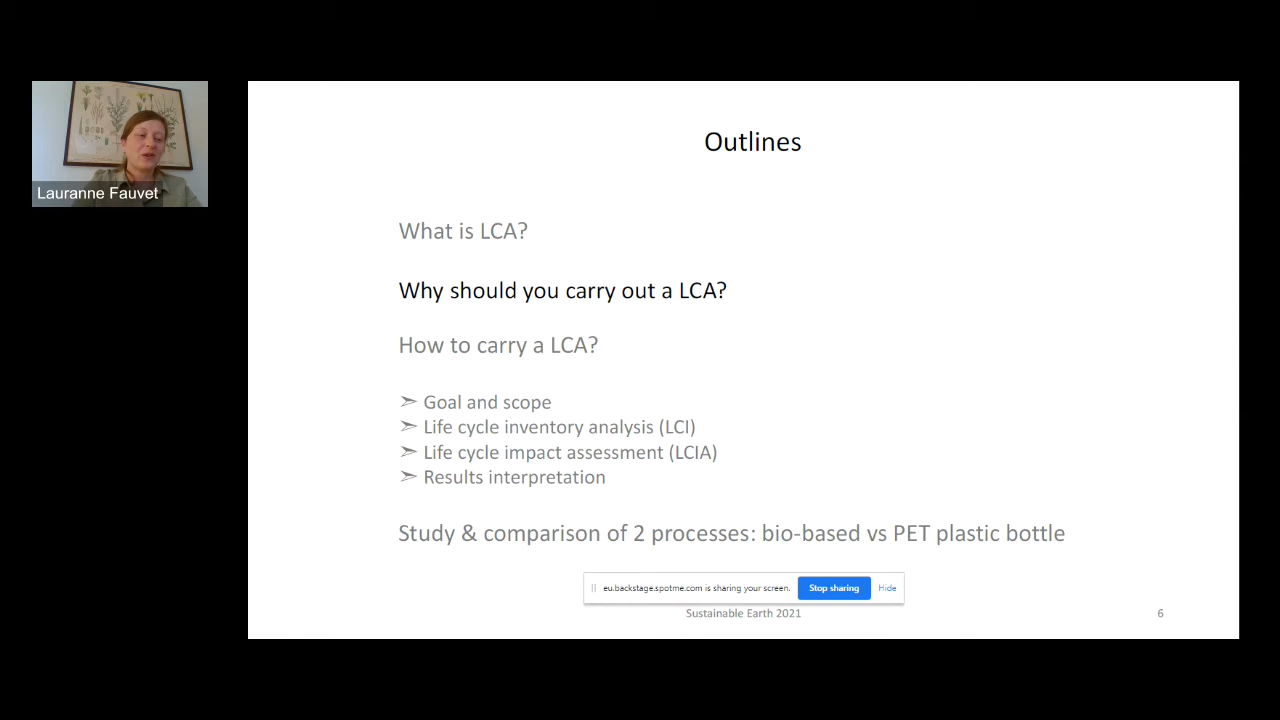 Lauranne Fauvet
Outlines
What is LCA?
Why should you carry out a LCA?
How to carry a LCA?
➣ Goal and scope
➣ Life cycle inventory analysis (LCI)
➣ Life cycle impact assessment (LCIA)
➣ Results interpretation
Study & comparison of 2 processes: bio-based vs PET plastic bottle
eu.backstage.spotme.com is sharing your screen. Stop sharing Hide
Sustainable Earth 2021 6